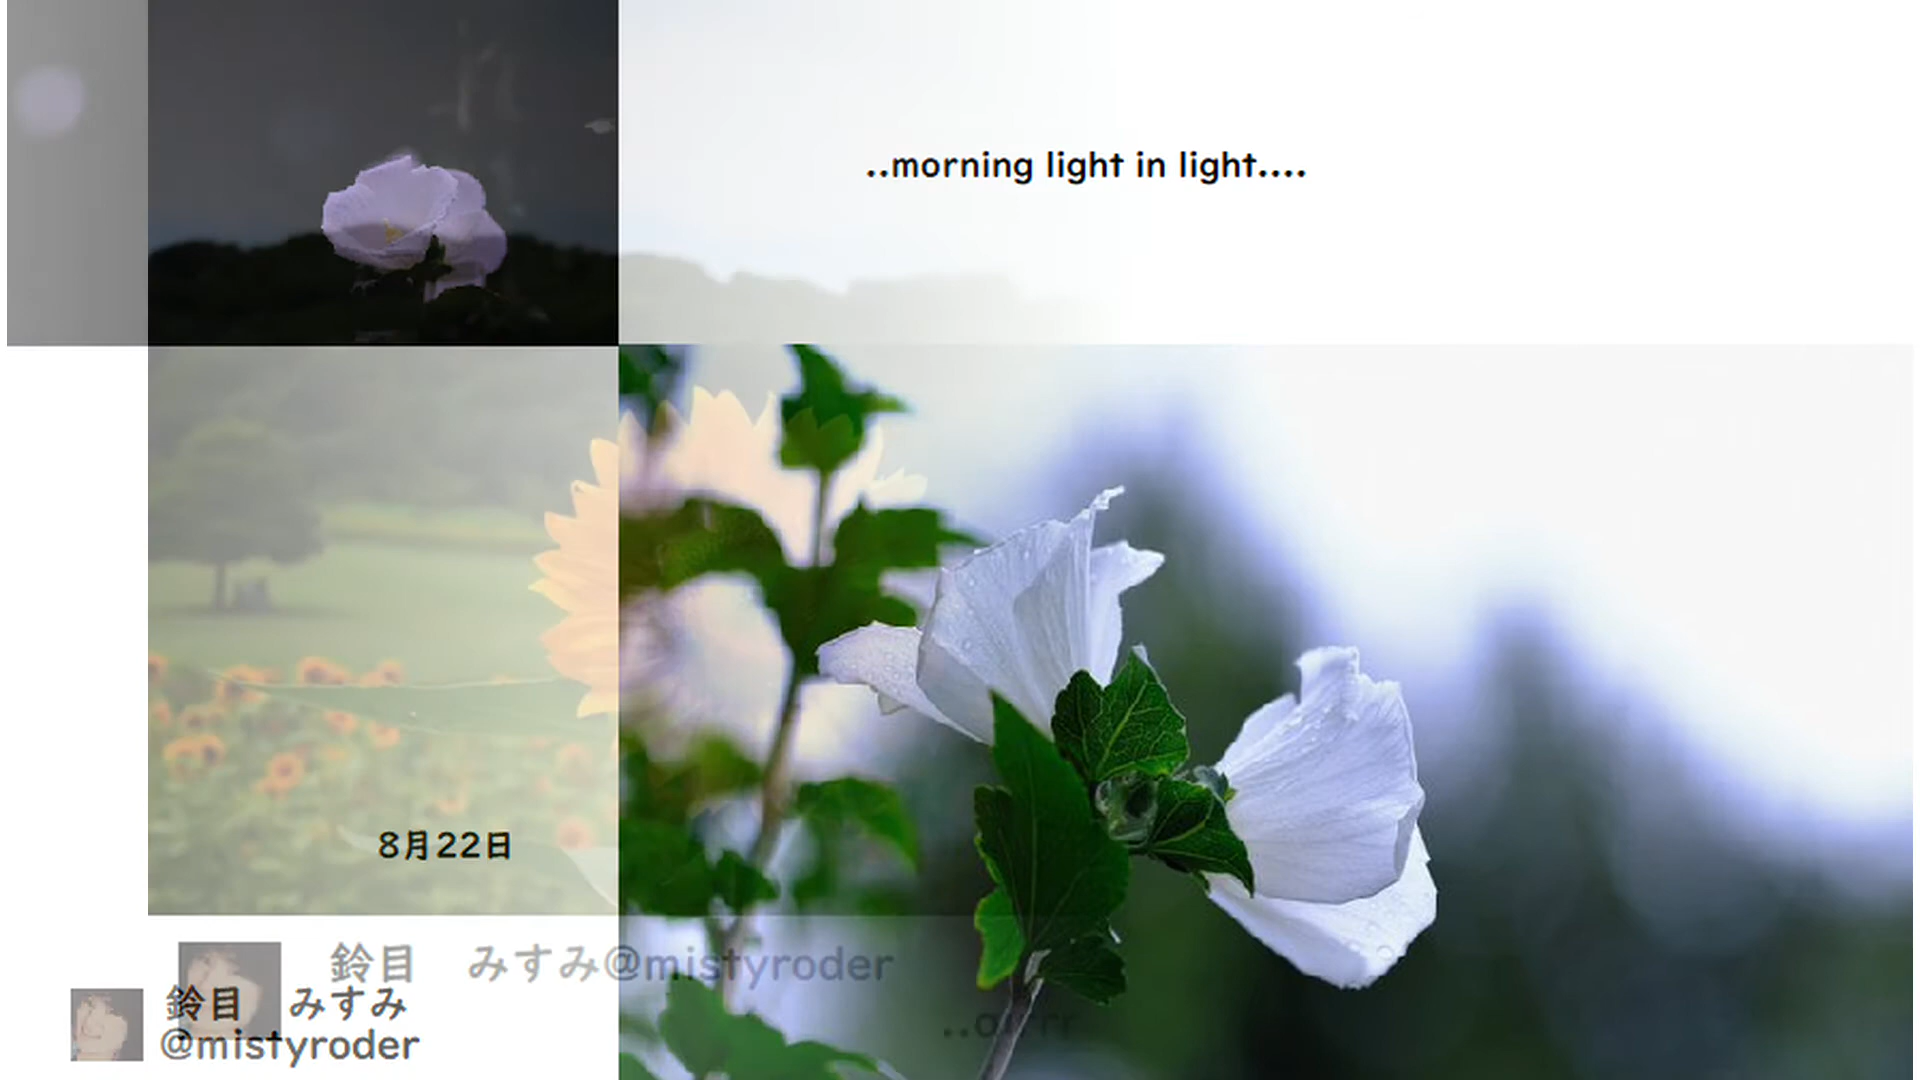 ..morning light in light....
8月22日
鈴目　みすみ@mistyroder
鈴目　みすみ
@mistyroder